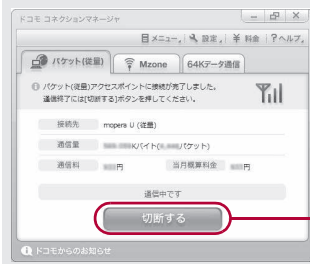 ドコモ コネクションマネージャ
メニュー 設定 ¥ 料金 ?ヘルプ
パケット(従量) Mzone 64Kデータ通信
パケット(従量)アクセスポイントに接続が完了しました。
通信終了には[切断する]ボタンを押してください。
接続先 mopera U (従量)
通信量 Kバイト( パケット)
通信料 円 当月概算料金 円
通信中です
切断する
ドコモからのお知らせ